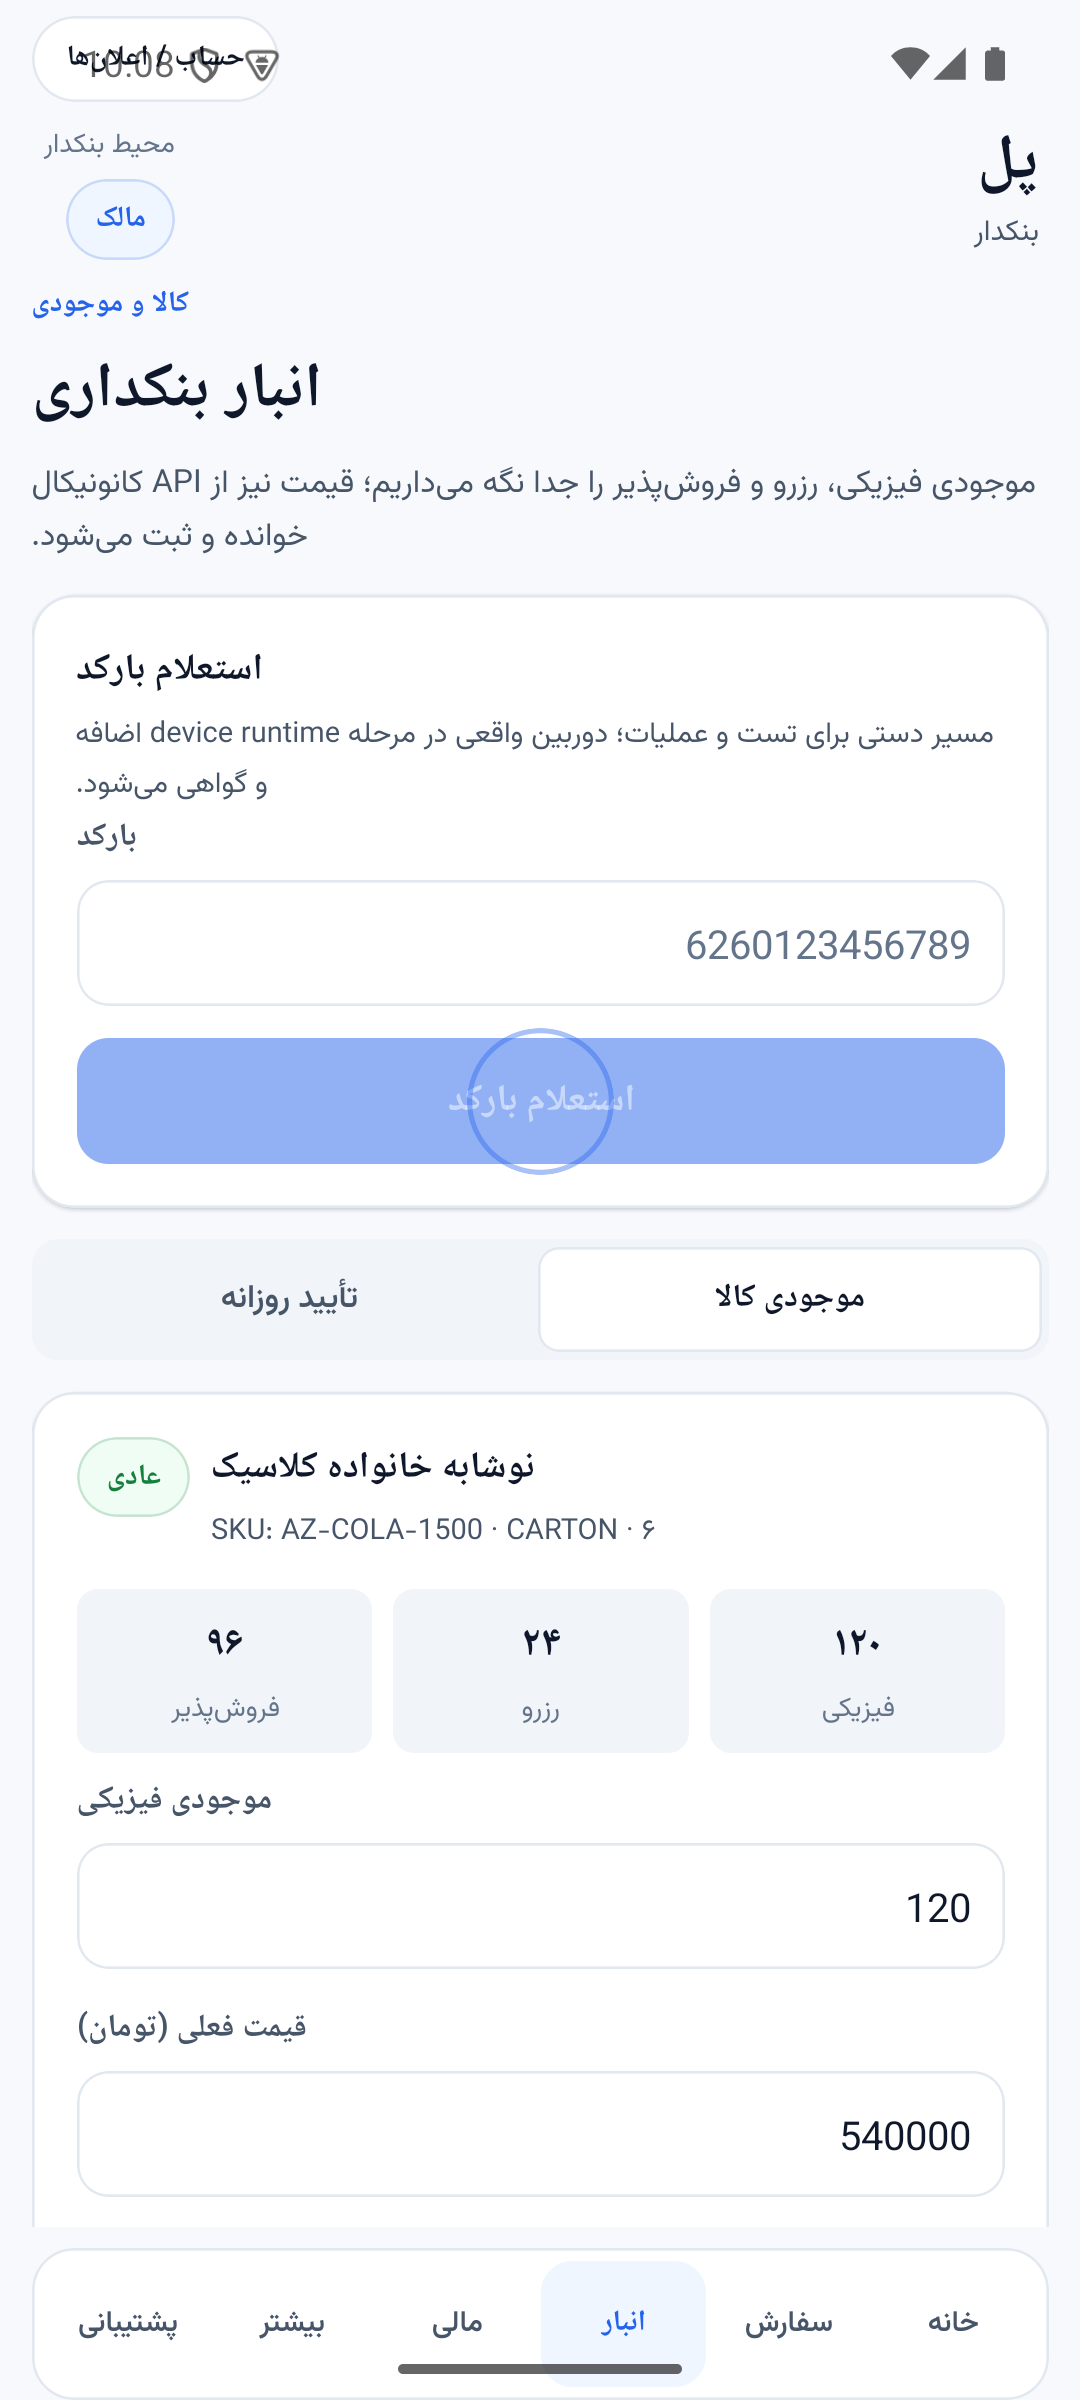 10:08
حساب / اعلان‌ها
پل
بنکدار
محیط بنکدار
مالک
کالا و موجودی
انبار بنکداری
موجودی فیزیکی، رزرو و فروش‌پذیر را جدا نگه می‌داریم؛ قیمت نیز از API کانونیکال
خوانده و ثبت می‌شود.
استعلام بارکد
مسیر دستی برای تست و عملیات؛ دوربین واقعی در مرحله device runtime اضافه
و گواهی می‌شود.
بارکد
6260123456789
استعلام بارکد
موجودی کالا
تأیید روزانه
نوشابه خانواده کلاسیک
عادی
SKU: AZ-COLA-1500 · CARTON · ۶
۱۲۰
۲۴
۹۶
فیزیکی
رزرو
فروش‌پذیر
موجودی فیزیکی
120
قیمت فعلی (تومان)
540000
خانه
سفارش
انبار
مالی
بیشتر
پشتیبانی